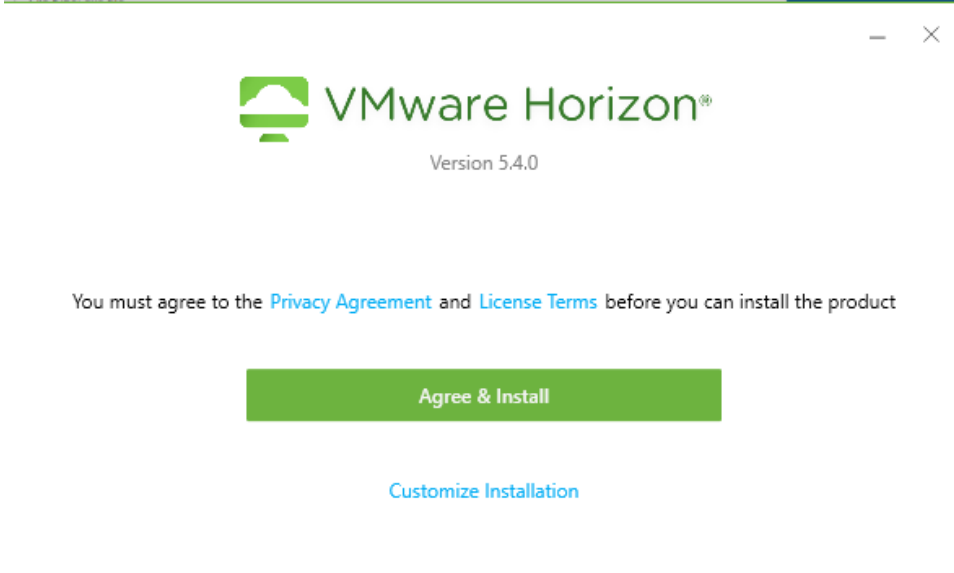 VMware Horizon®
Version 5.4.0
You must agree to the Privacy Agreement and License Terms before you can install the product
Agree & Install
Customize Installation